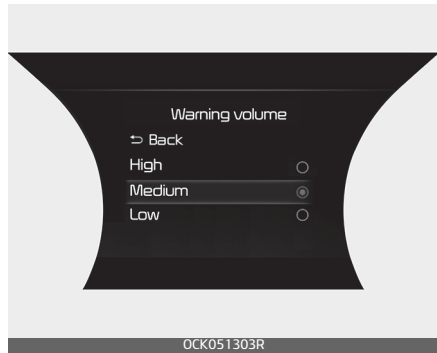 Warning volume
⮌ Back
High
Medium
Low
OCK051303R